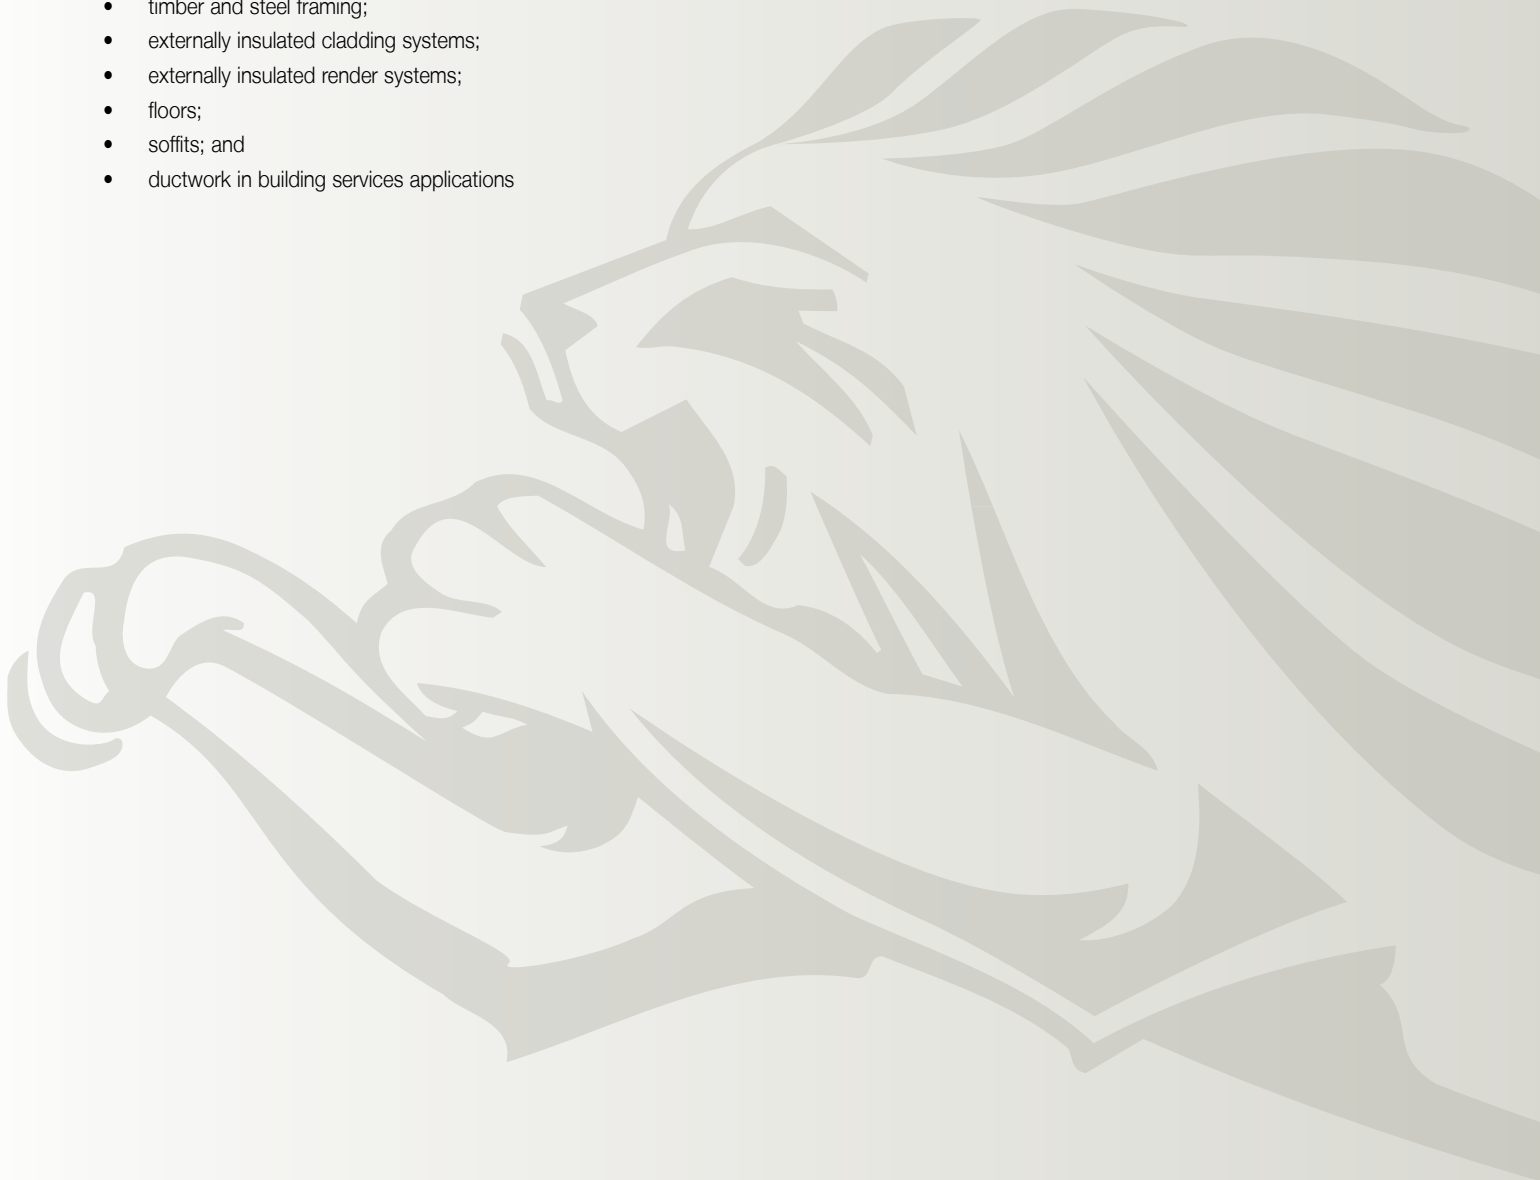 • timber and steel framing;
• externally insulated cladding systems;
• externally insulated render systems;
• floors;
• soffits; and
• ductwork in building services applications